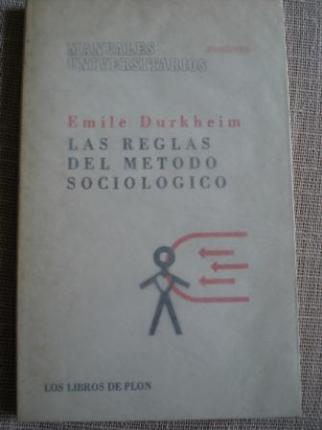 MANUALES
UNIVERSITARIOS
Emile Durkheim
LAS REGLAS
DEL METODO
SOCIOLOGICO
LOS LIBROS DE PLON